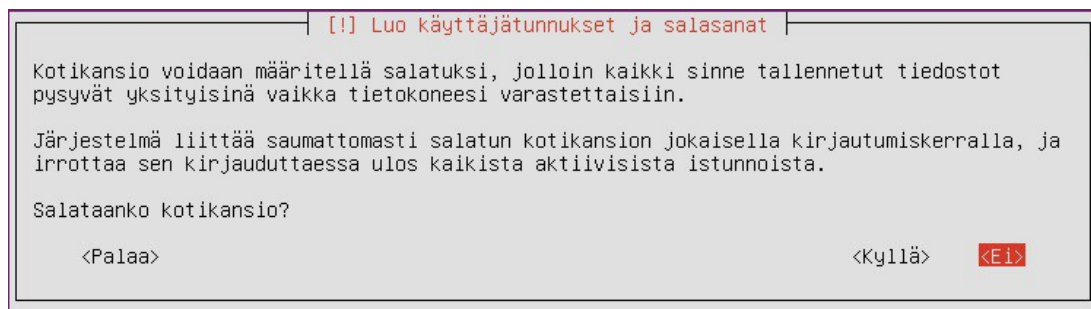 [!] Luo käyttäjätunnukset ja salasanat
Kotikansio voidaan määritellä salatuksi, jolloin kaikki sinne tallennetut tiedostot
pysyvät yksityisinä vaikka tietokoneesi varastettaisiin.
Järjestelmä liittää saumattomasti salatun kotikansion jokaisella kirjautumiskerralla, ja
irrottaa sen kirjauduttaessa ulos kaikista aktiivisista istunnoista.
Salataanko kotikansio?
<Palaa> <Kyllä> <Ei>